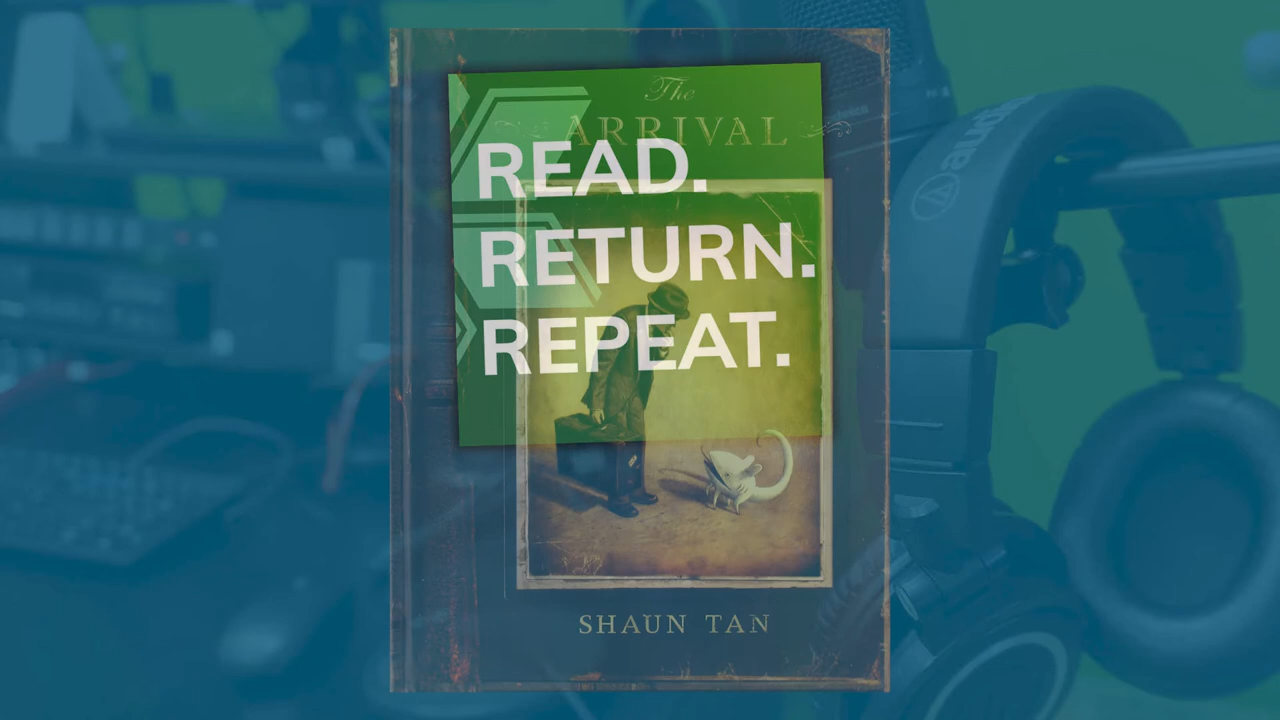 The
ARRIVAL
READ.
RETURN.
REPEAT.
SHAUN TAN